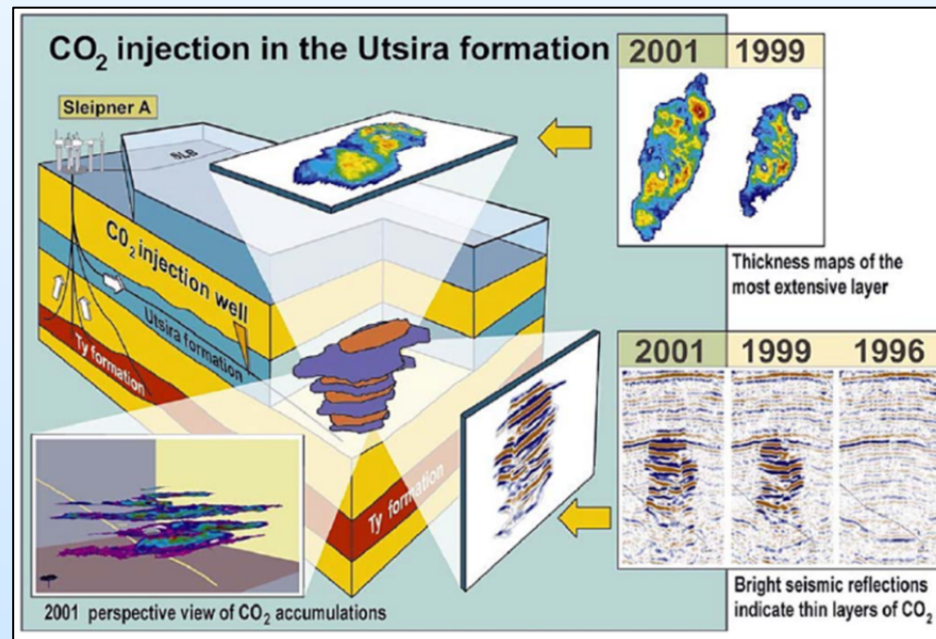 CO₂ injection in the Utsira formation
Sleipner A
SLB
CO₂ injection well
Utsira formation
Ty formation
Ty formation
2001 perspective view of CO₂ accumulations
2001 1999
Thickness maps of the
most extensive layer
2001 1999 1996
Bright seismic reflections
indicate thin layers of CO₂